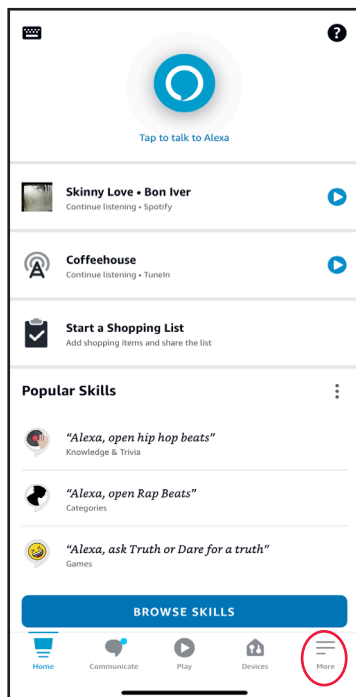 Tap to talk to Alexa
Skinny Love • Bon Iver
Continue listening • Spotify
Coffeehouse
Continue listening • TuneIn
Start a Shopping List
Add shopping items and share the list
Popular Skills
“Alexa, open hip hop beats”
Knowledge & Trivia
“Alexa, open Rap Beats”
Categories
“Alexa, ask Truth or Dare for a truth”
Games
BROWSE SKILLS
Home Communicate Play Devices More